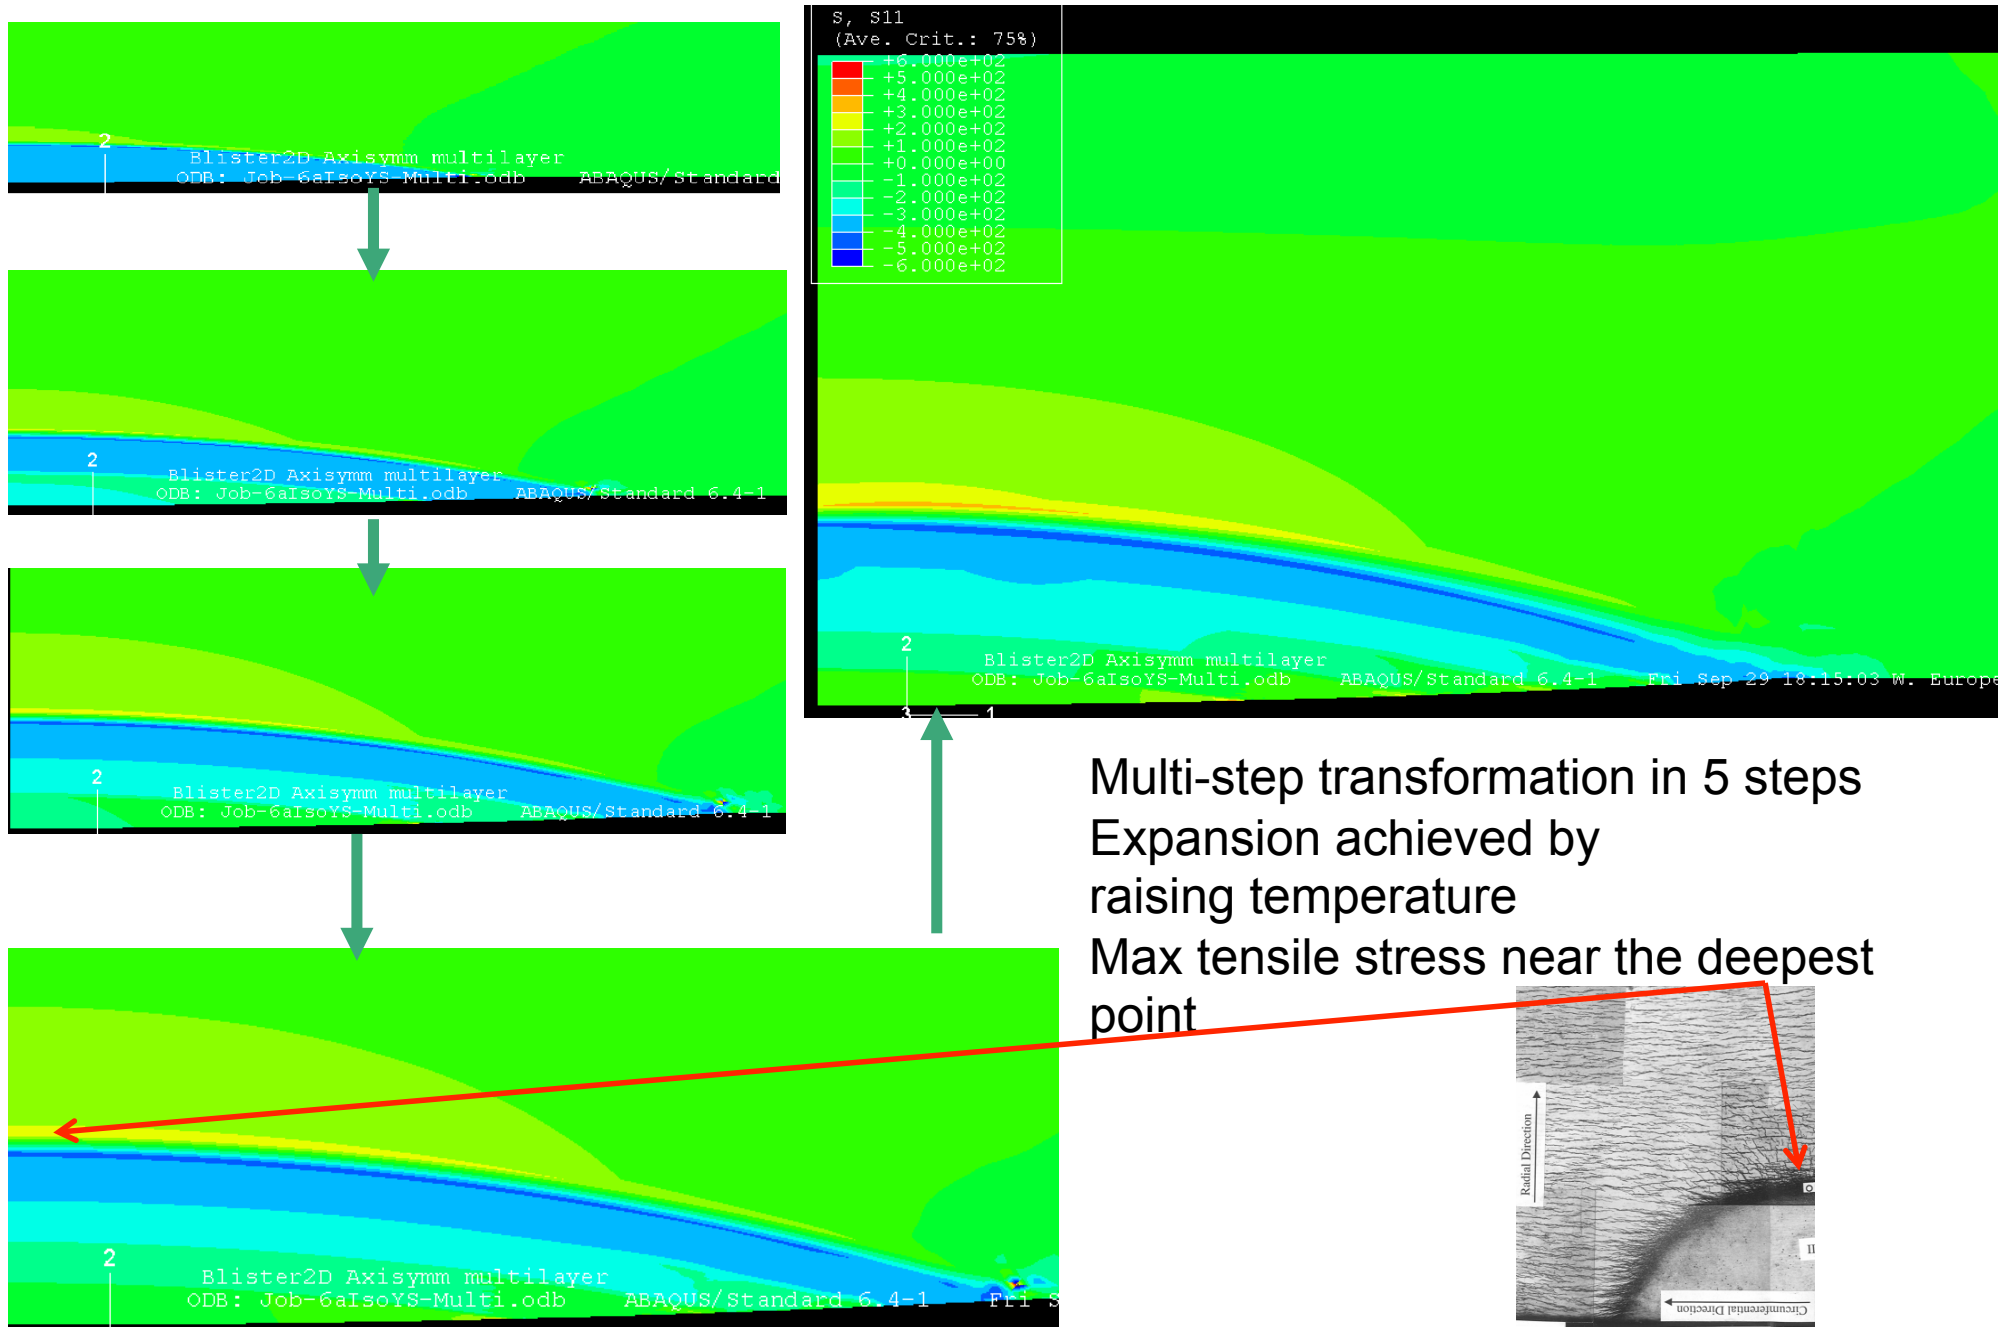 2
Blister2D Axisymm multilayer
ODB: Job-6aIsoYS-Multi.odb ABAQUS/Standard
2
Blister2D Axisymm multilayer
ODB: Job-6aIsoYS-Multi.odb ABAQUS/Standard 6.4-1
2
Blister2D Axisymm multilayer
ODB: Job-6aIsoYS-Multi.odb ABAQUS/Standard 6.4-1
2
Blister2D Axisymm multilayer
ODB: Job-6aIsoYS-Multi.odb ABAQUS/Standard 6.4-1 Fri S
S, S11
(Ave. Crit.: 75%)
+6.000e+02
+5.000e+02
+4.000e+02
+3.000e+02
+2.000e+02
+1.000e+02
+0.000e+00
-1.000e+02
-2.000e+02
-3.000e+02
-4.000e+02
-5.000e+02
-6.000e+02
2
Blister2D Axisymm multilayer
ODB: Job-6aIsoYS-Multi.odb ABAQUS/Standard 6.4-1 Fri Sep 29 18:15:03 W. Europe
3 1
Multi-step transformation in 5 steps
Expansion achieved by
raising temperature
Max tensile stress near the deepest
point
Radial Direction
Circumferential Direction